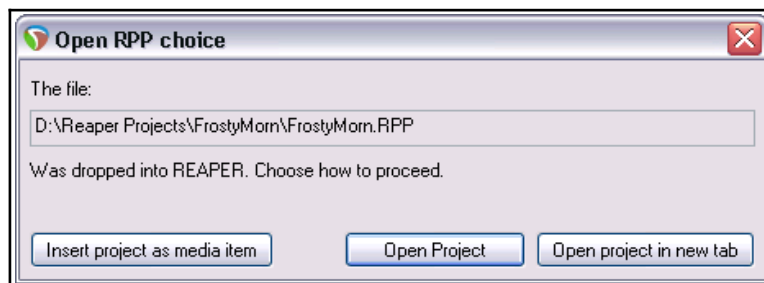 Open RPP choice
The file:
D:\Reaper Projects\FrostyMorn\FrostyMorn.RPP
Was dropped into REAPER. Choose how to proceed.
Insert project as media item Open Project Open project in new tab